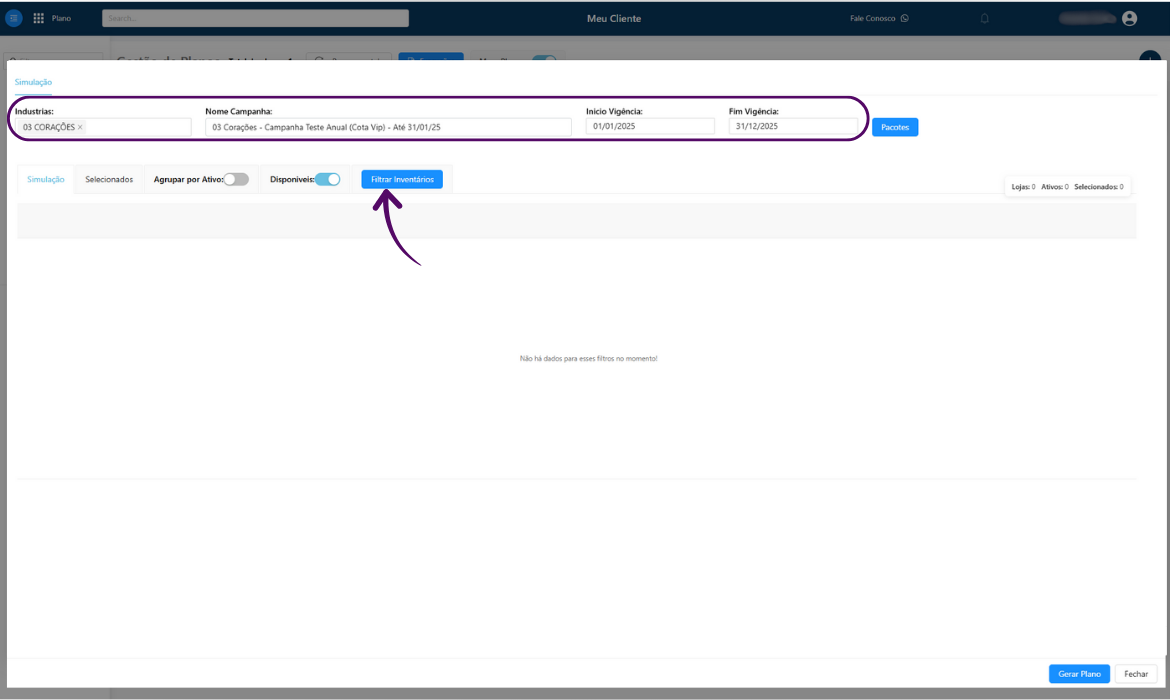 Plano
Search...
Meu Cliente
Fale Conosco
Simulação
Industrias:
Nome Campanha:
Início Vigência:
Fim Vigência:
03 CORAÇÕES ×
03 Corações - Campanha Teste Anual (Cota Vip) - Até 31/01/25
01/01/2025
31/12/2025
Pacotes
Simulação
Selecionados
Agrupar por Ativo:
Disponiveis:
Filtrar Inventários
Lojas: 0 Ativos: 0 Selecionados: 0
Não há dados para esses filtros no momento!
Gerar Plano
Fechar